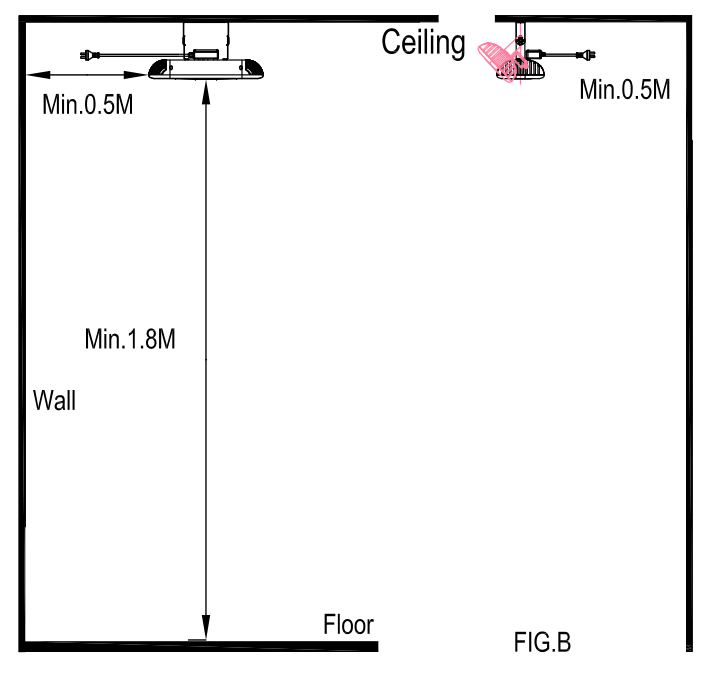 Ceiling
Min.0.5M
Min.0.5M
Min.1.8M
Wall
Floor
FIG.B